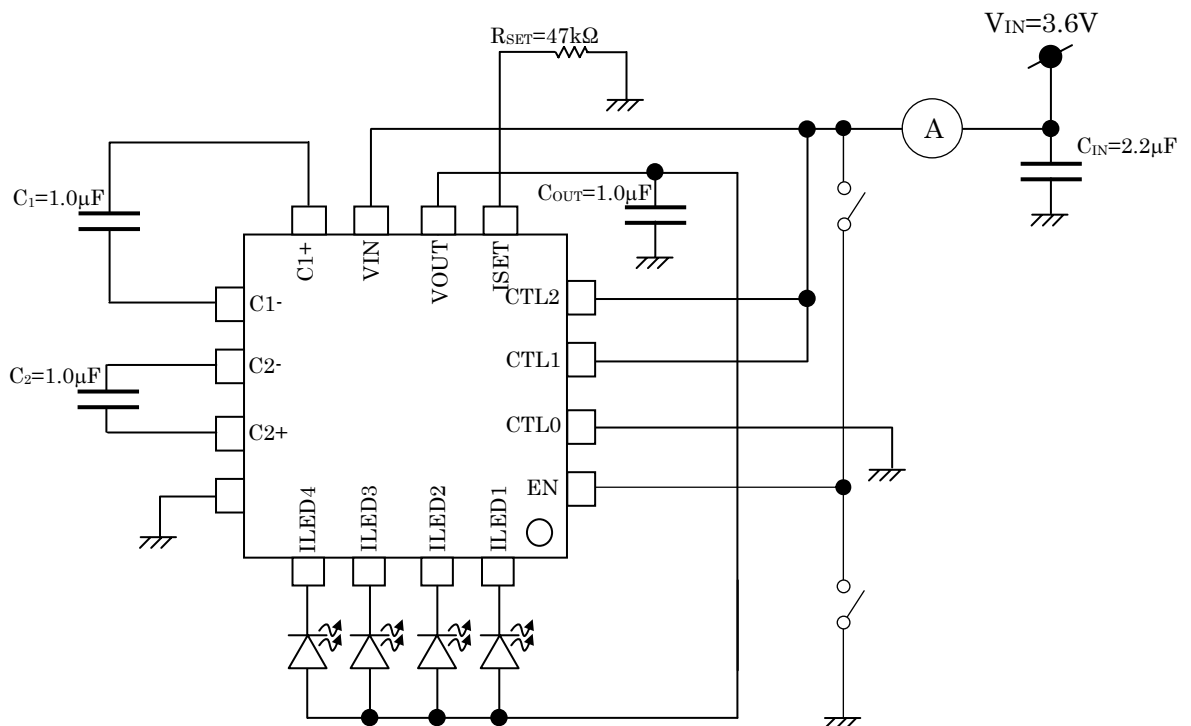 VIN=3.6V
RSET=47kΩ
A
CIN=2.2μF
C1=1.0μF
COUT=1.0μF
C1+
VIN
VOUT
ISET
C1-
CTL2
C2-
CTL1
C2=1.0μF
C2+
CTL0
EN
ILED4
ILED3
ILED2
ILED1